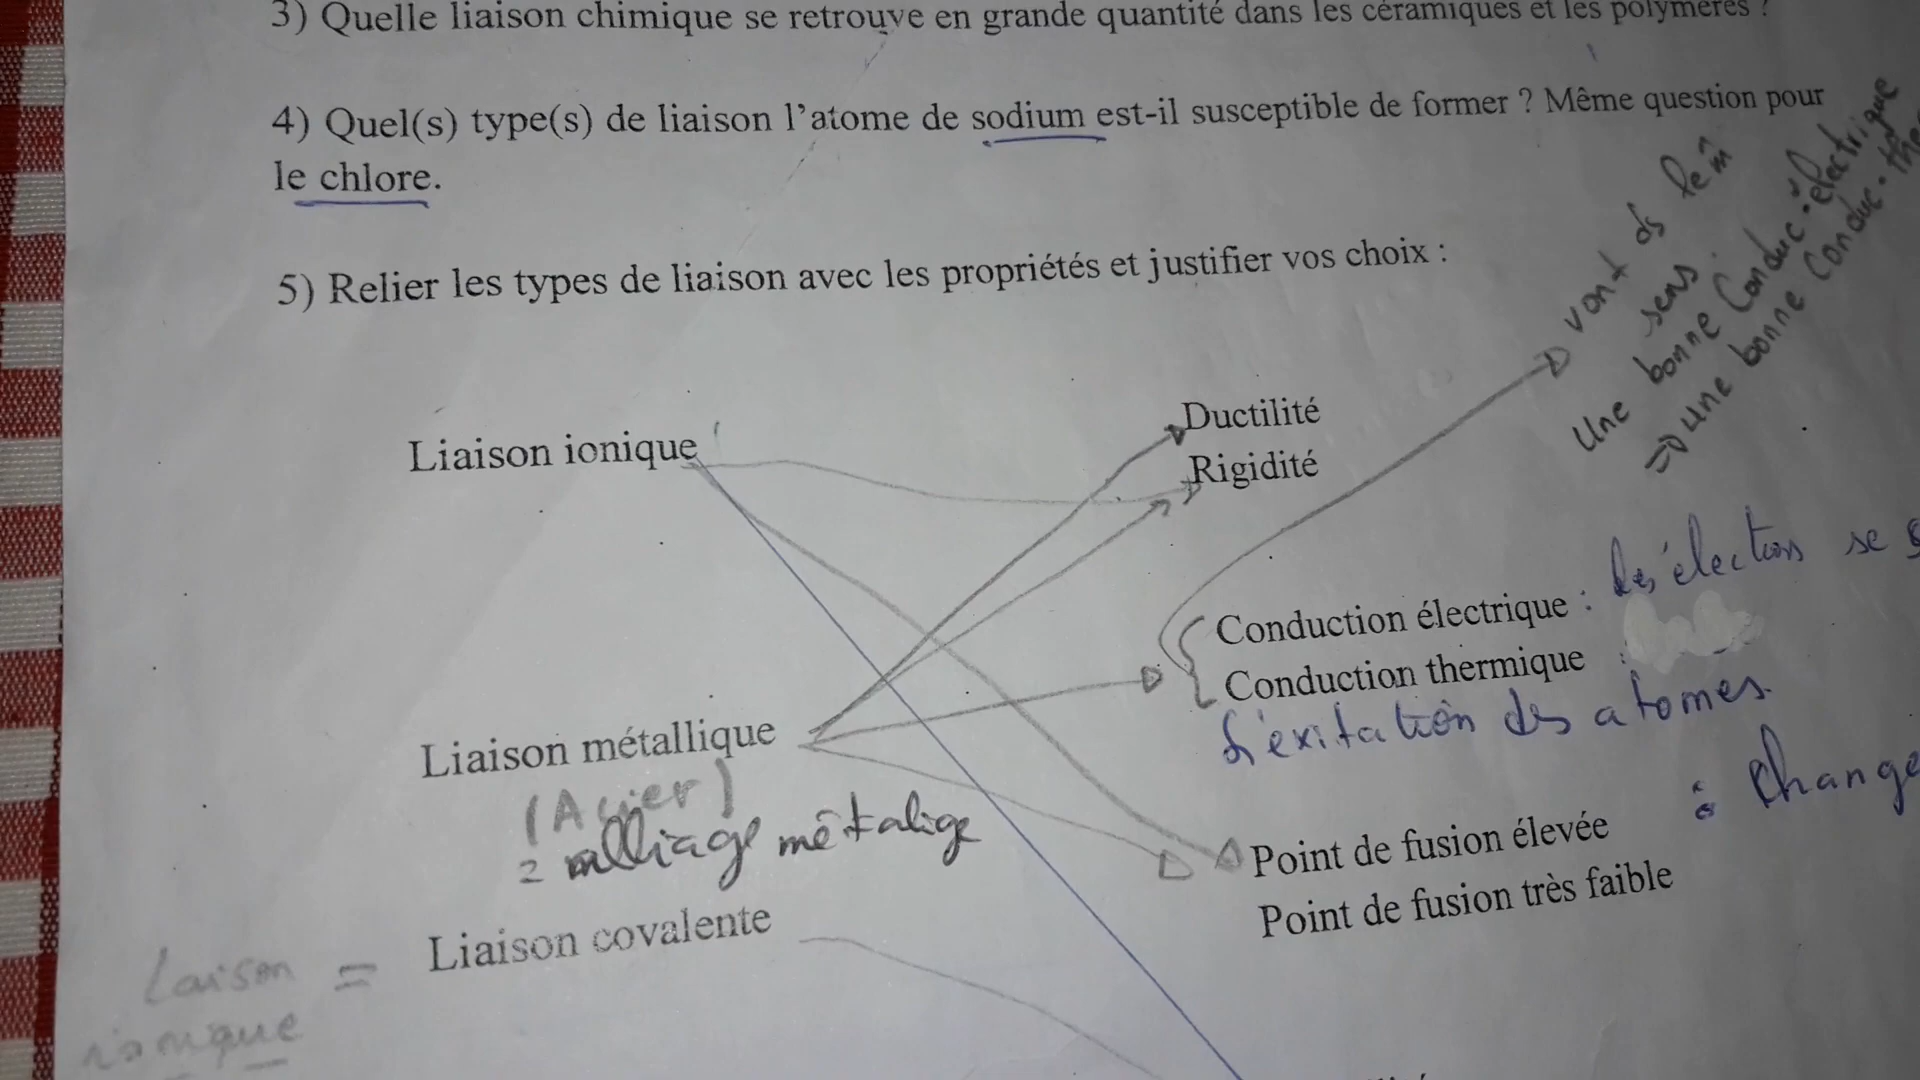 3) Quelle liaison chimique se retrouve en grande quantité dans les céramiques et les polymères ?
4) Quel(s) type(s) de liaison l'atome de sodium est-il susceptible de former ? Même question pour
le chlore.
5) Relier les types de liaison avec les propriétés et justifier vos choix :
vont ds le m̂
sens
Une bonne Conduc. électrique
=> une bonne Conduc.
Ductilité
Liaison ionique
Rigidité
Les électrons se
Conduction électrique :
Conduction thermique :
L'exitation des atomes.
Liaison métallique
(Acier)
= alliage métalige
Point de fusion élevée : Change
Point de fusion très faible
Liaison covalente
Laison =
ionique